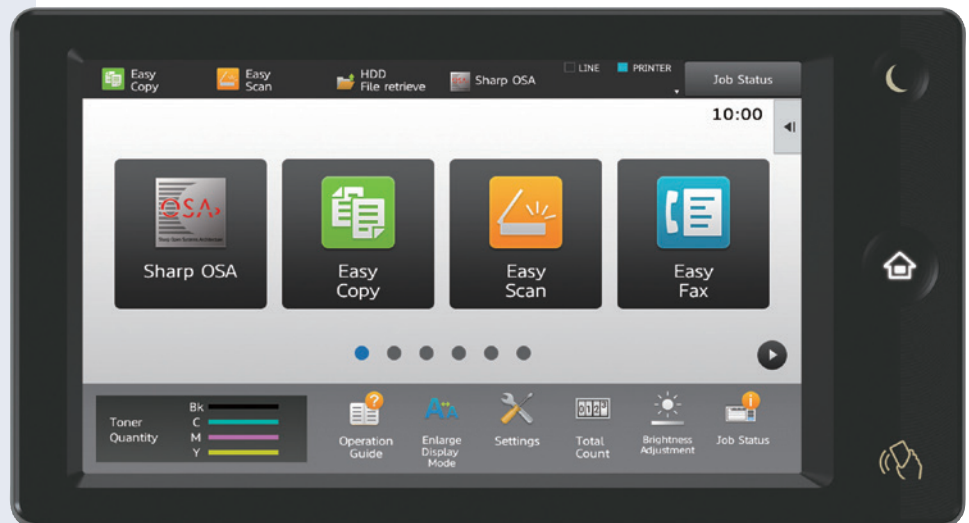 Easy
Copy
Easy
Scan
HDD
File retrieve
Sharp OSA
LINE
PRINTER
Job Status
10:00
OSA
Sharp OSA
Easy
Copy
Easy
Scan
Easy
Fax
Toner
Quantity
Bk
C
M
Y
Operation
Guide
Enlarge
Display
Mode
Settings
Total
Count
Brightness
Adjustment
Job Status